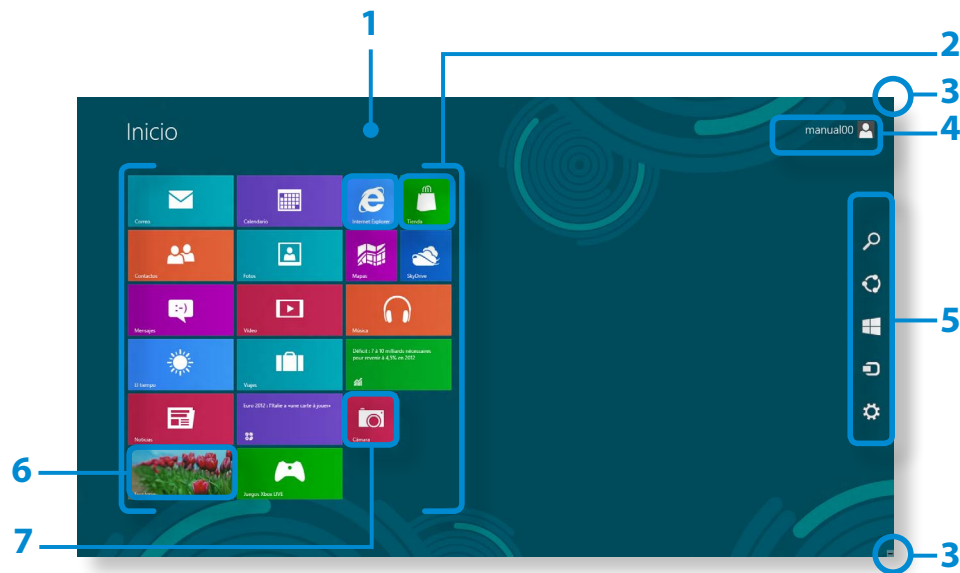 1
2
3
Inicio
manual00
4
Correo
Calendario
Internet Explorer
Tienda
Contactos
Fotos
Mapas
SkyDrive
Mensajes
Vídeo
Música
5
El tiempo
Viajes
Déficit : 7 à 10 milliards nécessaires
pour revenir à 4,5% en 2012
Noticias
Euro 2012 : l'Italie a «une carte à jouer»
Cámara
6
Juegos Xbox LIVE
7
3